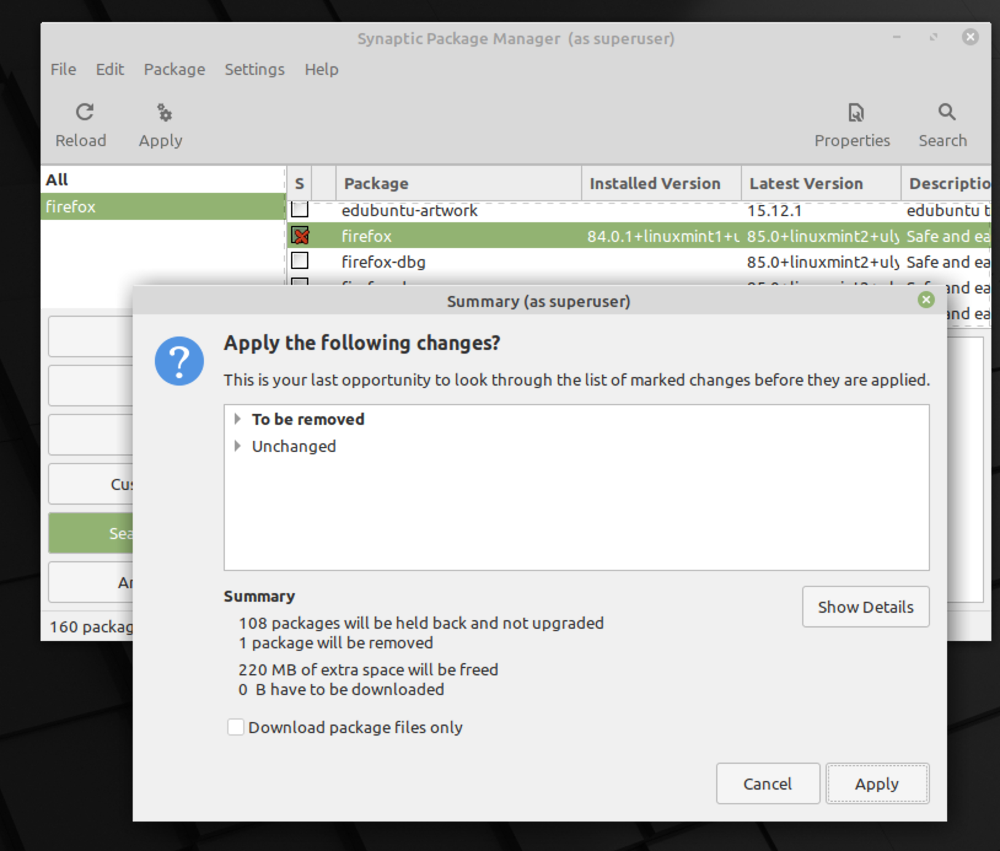 Synaptic Package Manager (as superuser)
File Edit Package Settings Help
Reload Apply Properties Search
All
firefox
S Package Installed Version Latest Version Descriptio
edubuntu-artwork 15.12.1 edubuntu t
firefox 84.0.1+linuxmint1+u 85.0+linuxmint2+uly Safe and ea
firefox-dbg 85.0+linuxmint2+uly Safe and ea
and ea
and ea
Cus
Sea
Ar
160 packag
Summary (as superuser)
?
Apply the following changes?
This is your last opportunity to look through the list of marked changes before they are applied.
To be removed
Unchanged
Summary
Show Details
108 packages will be held back and not upgraded
1 package will be removed
220 MB of extra space will be freed
0 B have to be downloaded
Download package files only
Cancel Apply